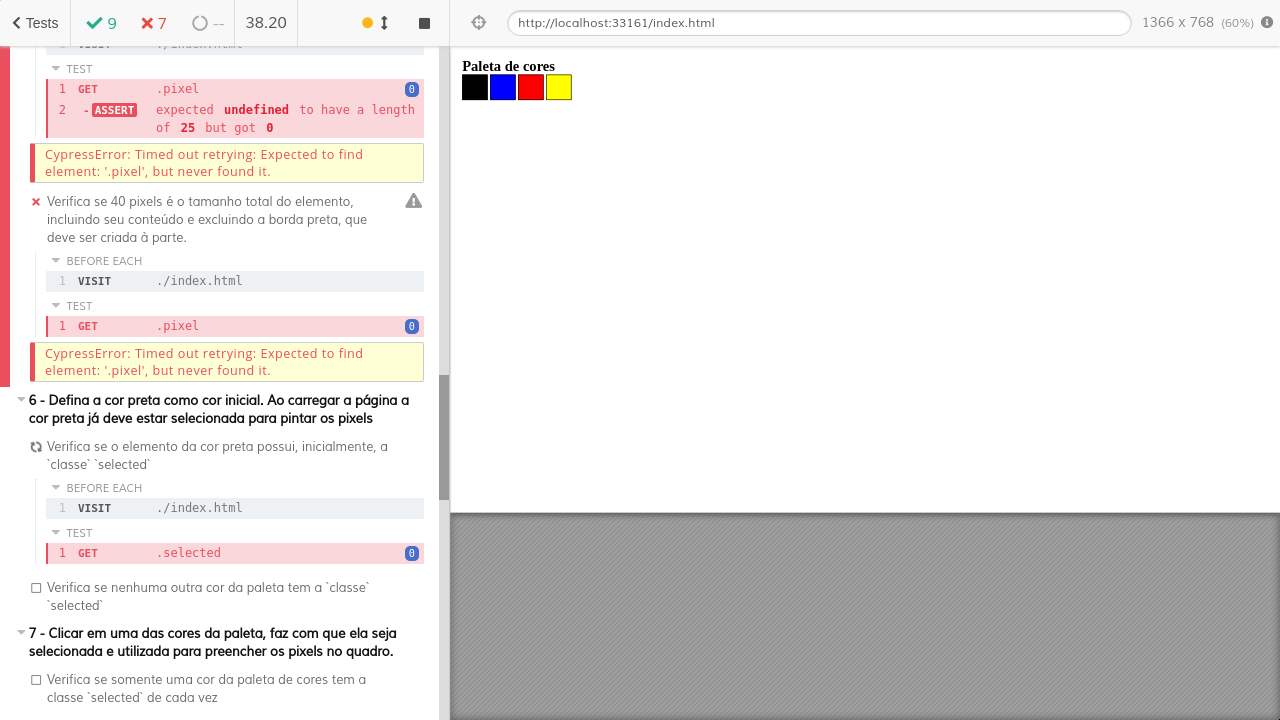 Tests
9
7
--
38.20
http://localhost:33161/index.html
1366 x 768 (60%)
1 VISIT ./index.html
TEST
1 GET .pixel 0
2 -ASSERT expected undefined to have a length
of 25 but got 0
CypressError: Timed out retrying: Expected to find
element: '.pixel', but never found it.
Verifica se 40 pixels é o tamanho total do elemento,
incluindo seu conteúdo e excluindo a borda preta, que
deve ser criada à parte.
BEFORE EACH
1 VISIT ./index.html
TEST
1 GET .pixel 0
CypressError: Timed out retrying: Expected to find
element: '.pixel', but never found it.
6 - Defina a cor preta como cor inicial. Ao carregar a página a
cor preta já deve estar selecionada para pintar os pixels
Verifica se o elemento da cor preta possui, inicialmente, a
`classe` `selected`
BEFORE EACH
1 VISIT ./index.html
TEST
1 GET .selected 0
Verifica se nenhuma outra cor da paleta tem a `classe`
`selected`
7 - Clicar em uma das cores da paleta, faz com que ela seja
selecionada e utilizada para preencher os pixels no quadro.
Verifica se somente uma cor da paleta de cores tem a
classe `selected` de cada vez
Paleta de cores